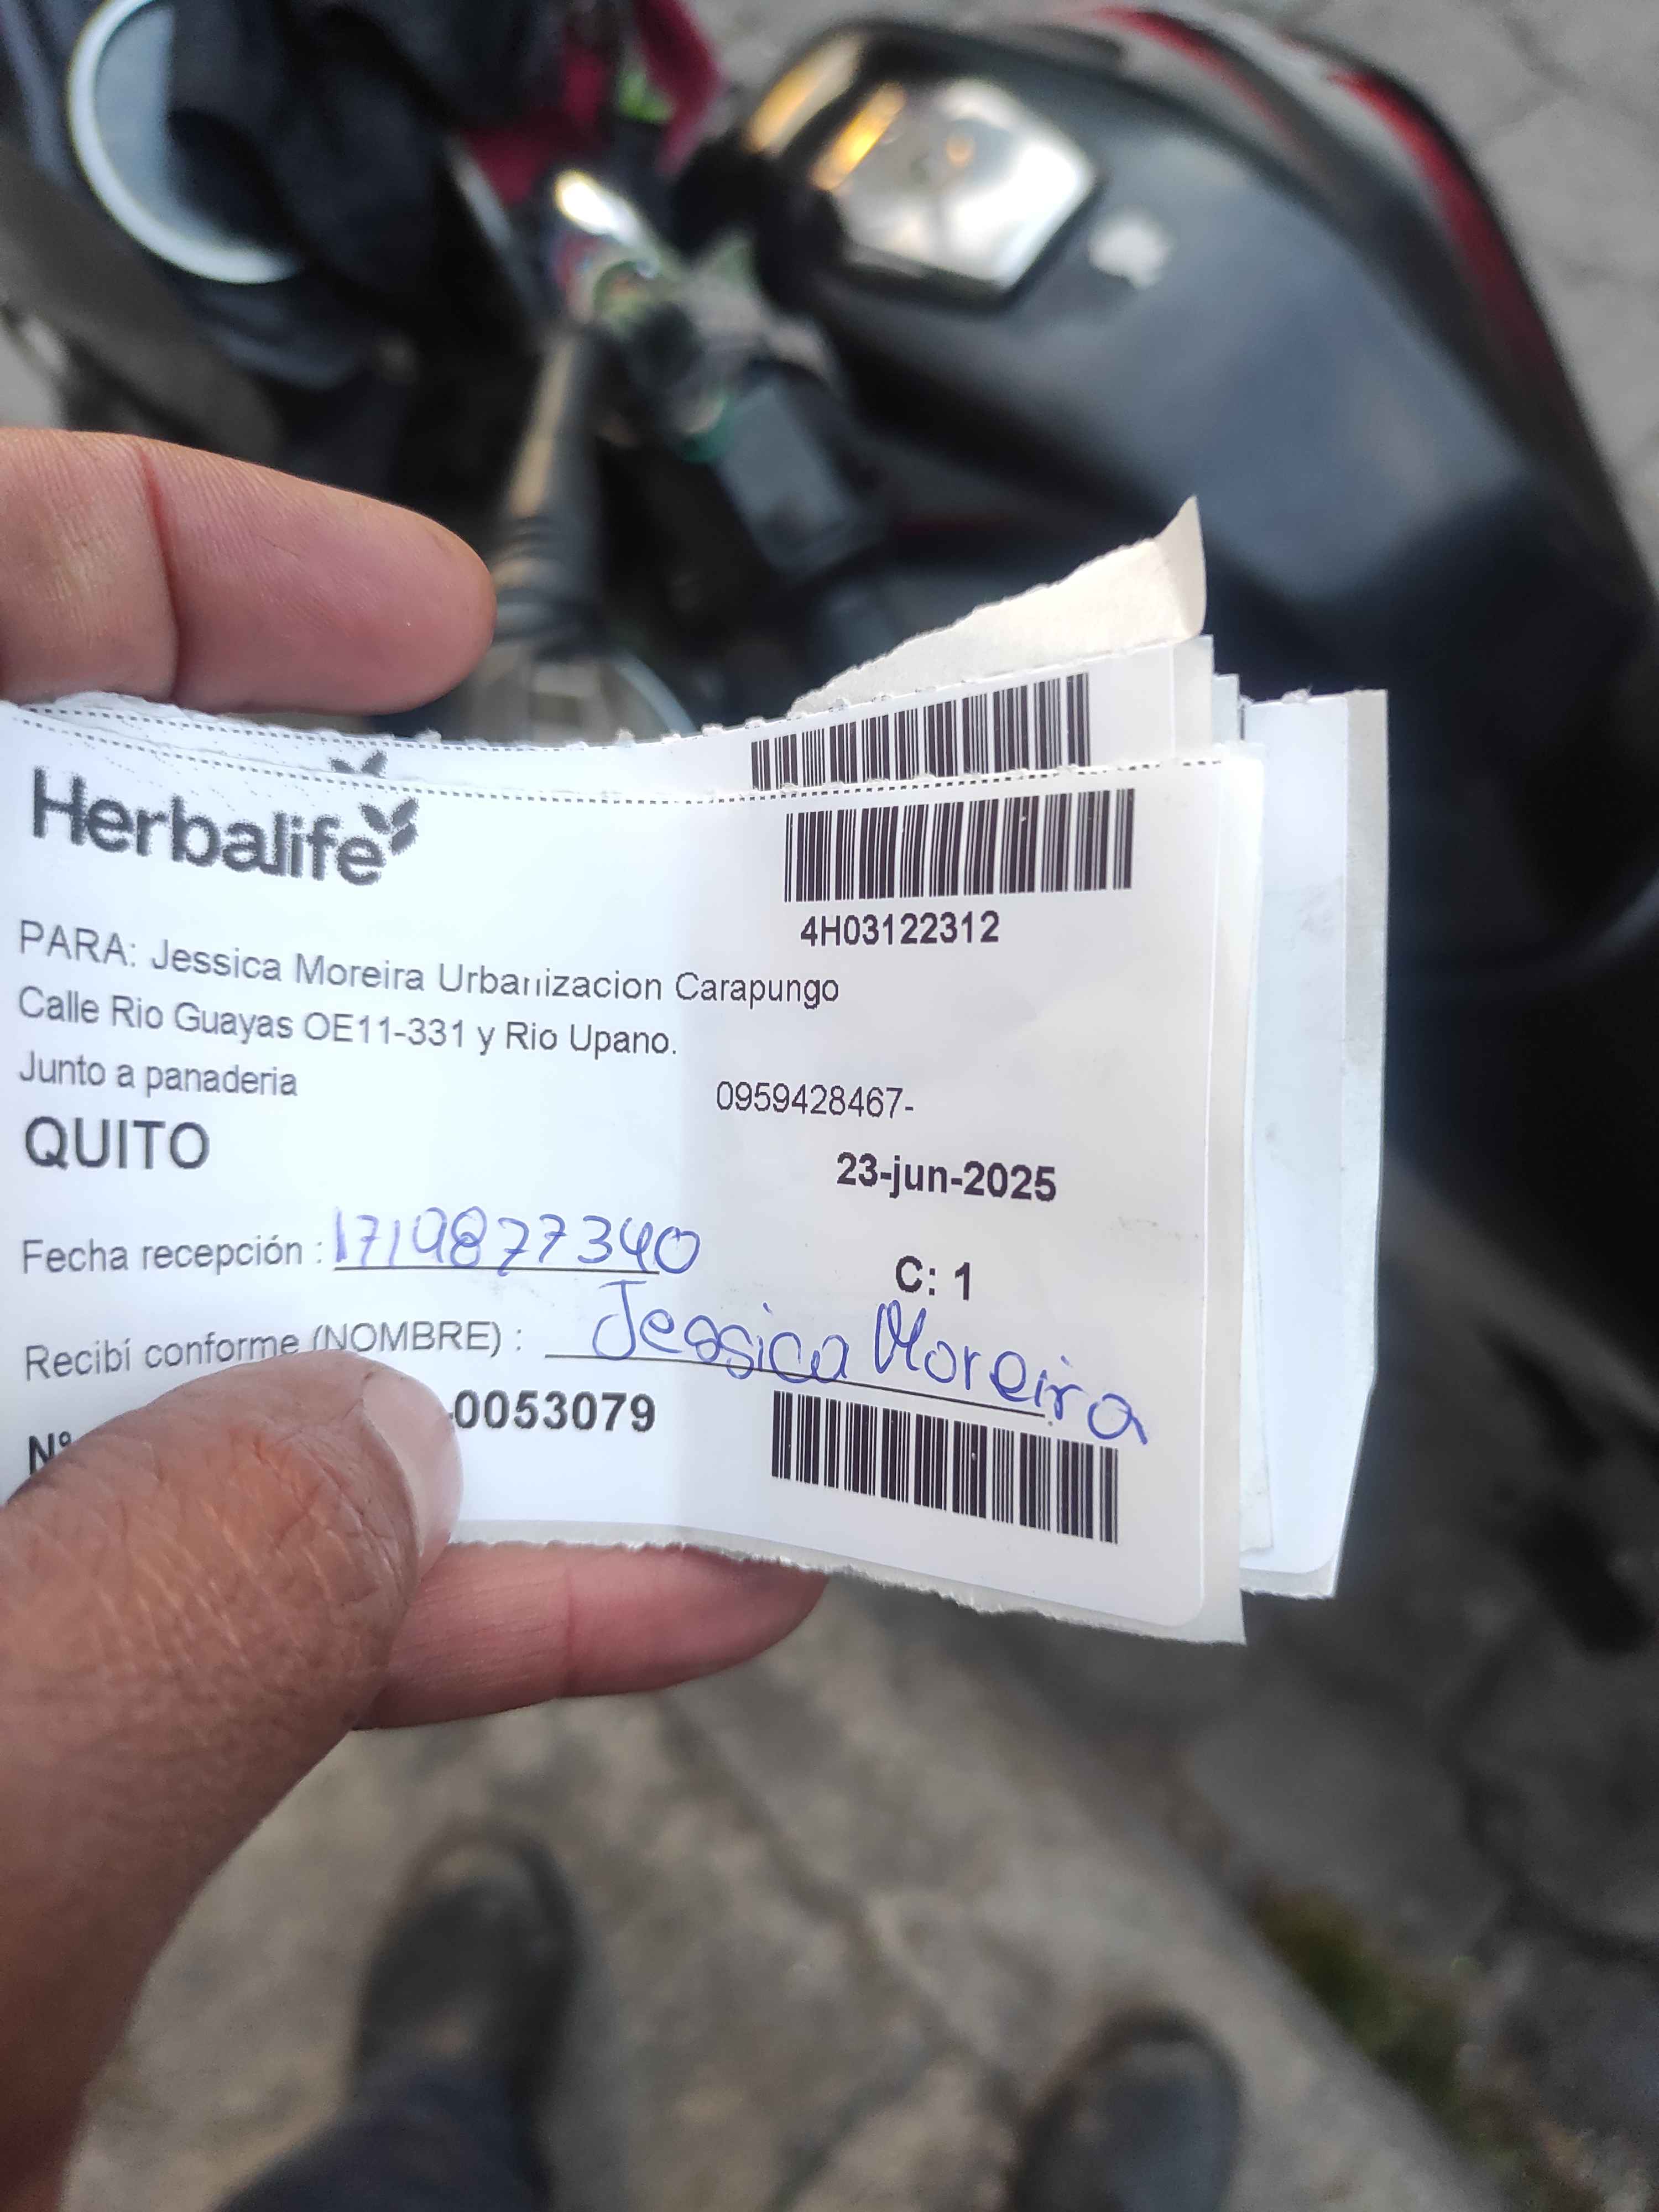 Herbalife
4H03122312
PARA: Jessica Moreira Urbanizacion Carapungo
Calle Rio Guayas OE11-331 y Rio Upano.
Junto a panaderia
0959428467-
QUITO
23-jun-2025
Fecha recepción : 1719877340
C: 1
Recibí conforme (NOMBRE) : Jessica Moreira
Nº -0053079